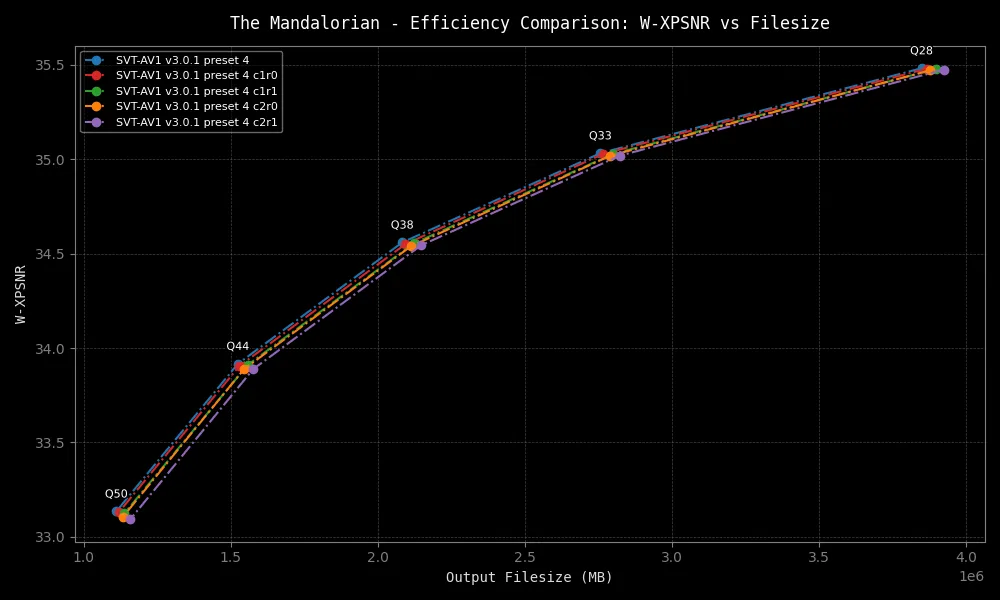 The Mandalorian - Efficiency Comparison: W-XPSNR vs Filesize
SVT-AV1 v3.0.1 preset 4
SVT-AV1 v3.0.1 preset 4 c1r0
SVT-AV1 v3.0.1 preset 4 c1r1
SVT-AV1 v3.0.1 preset 4 c2r0
SVT-AV1 v3.0.1 preset 4 c2r1
Q28
Q33
Q38
Q44
Q50
W-XPSNR
35.5
35.0
34.5
34.0
33.5
33.0
1.0 1.5 2.0 2.5 3.0 3.5 4.0
1e6
Output Filesize (MB)